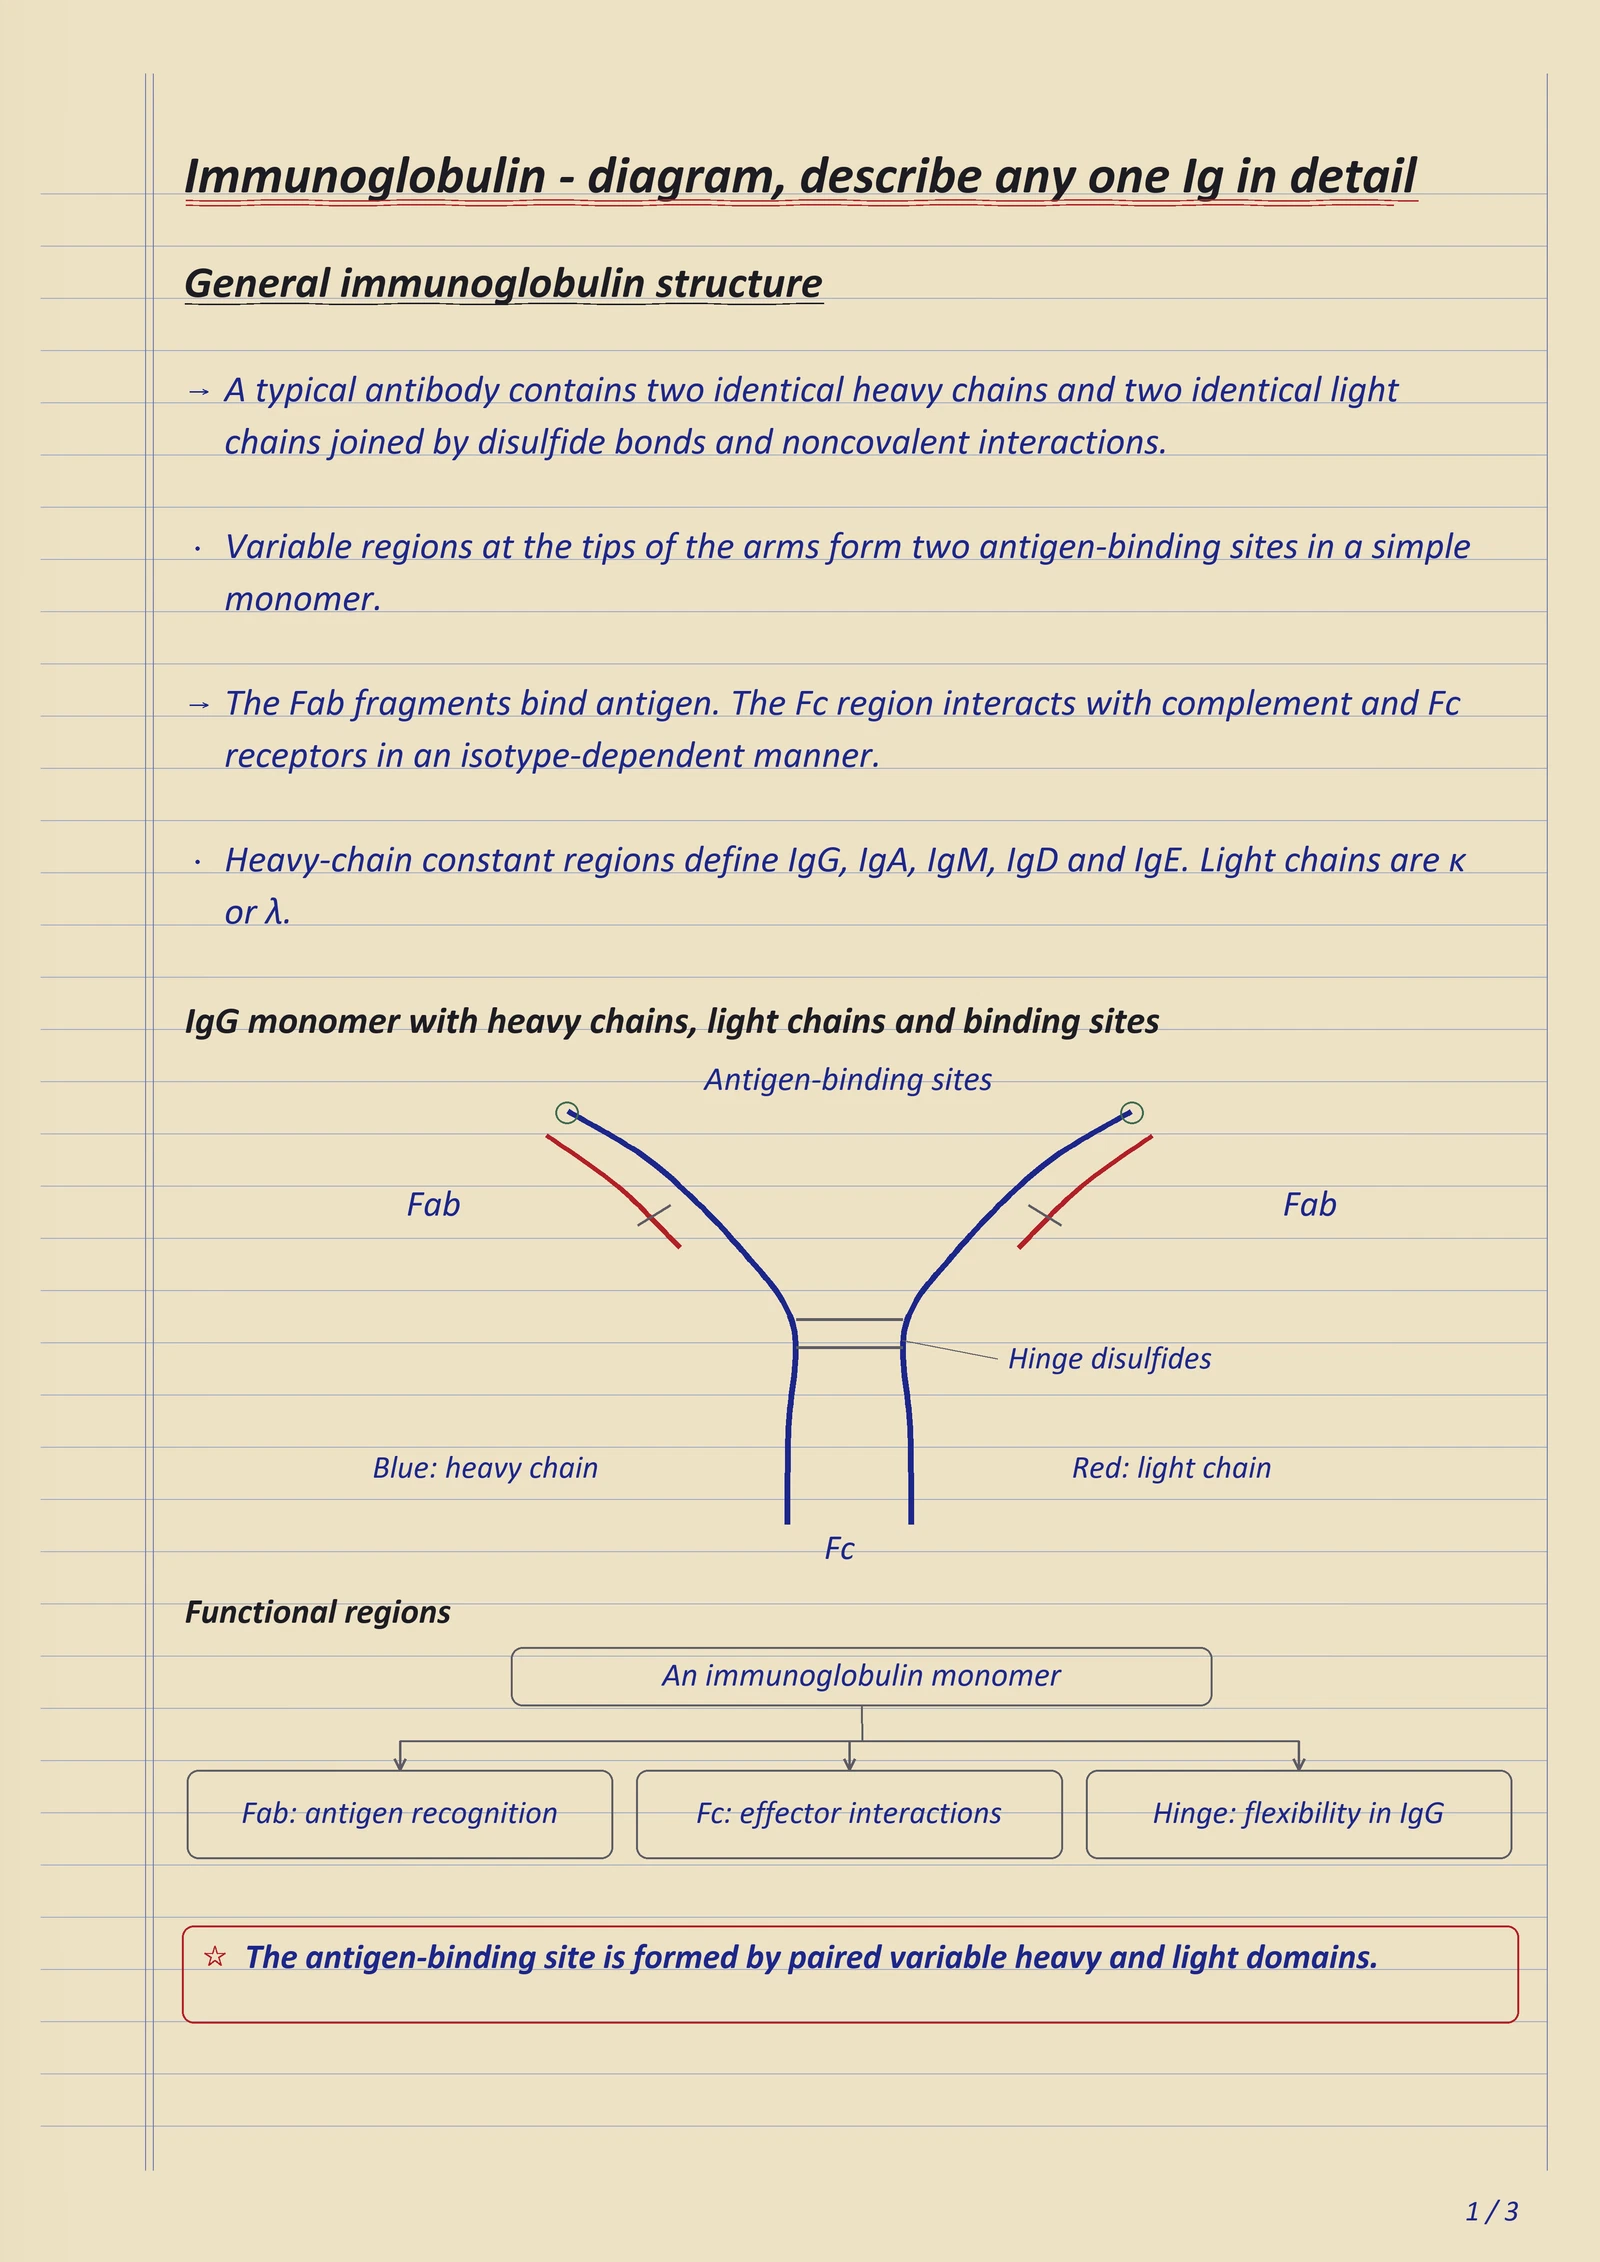 Immunoglobulin - diagram, describe any one Ig in detail
General immunoglobulin structure
→ A typical antibody contains two identical heavy chains and two identical light
chains joined by disulfide bonds and noncovalent interactions.
· Variable regions at the tips of the arms form two antigen-binding sites in a simple
monomer.
→ The Fab fragments bind antigen. The Fc region interacts with complement and Fc
receptors in an isotype-dependent manner.
· Heavy-chain constant regions define IgG, IgA, IgM, IgD and IgE. Light chains are κ
or λ.
IgG monomer with heavy chains, light chains and binding sites
Antigen-binding sites
Fab
Fab
Hinge disulfides
Blue: heavy chain
Red: light chain
Fc
Functional regions
An immunoglobulin monomer
Fab: antigen recognition
Fc: effector interactions
Hinge: flexibility in IgG
☆ The antigen-binding site is formed by paired variable heavy and light domains.
1 / 3